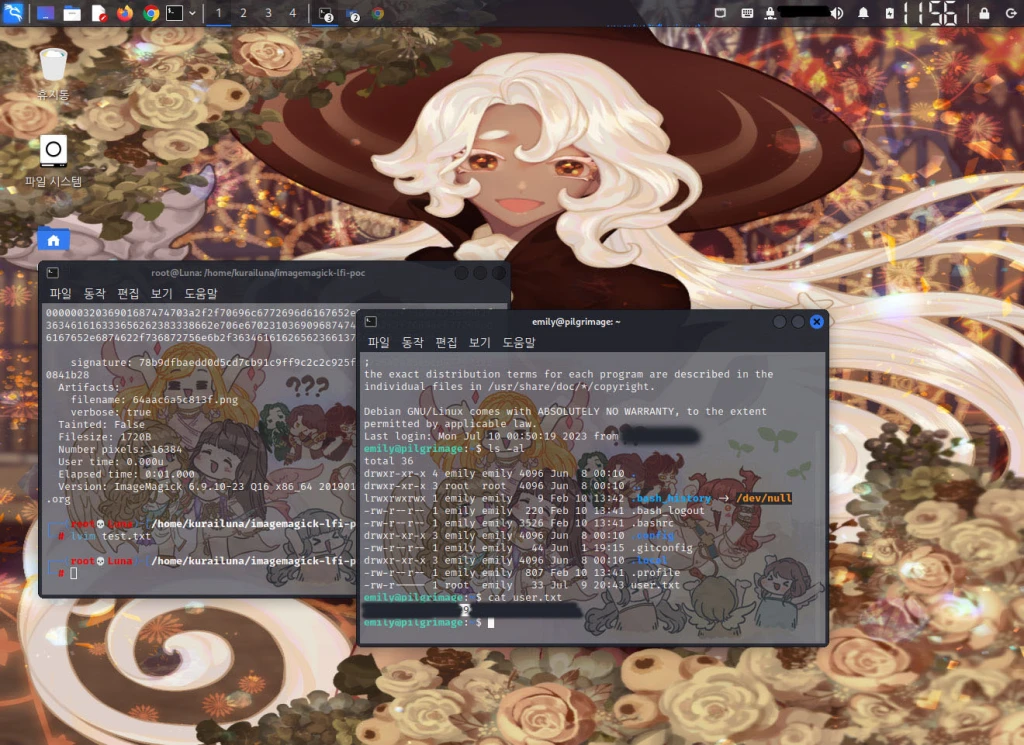 1 2 3 4
3
2
11 56
휴지통
파일 시스템
root@Luna: /home/kurailuna/imagemagick-lfi-poc
파일 동작 편집 보기 도움말
signature: 78b9dfbaedd0d5cd7cb91c9ff9c2c2c925f
0841b28
Artifacts:
filename: 64aac6a5c813f.png
verbose: true
Tainted: False
Filesize: 1720B
Number pixels: 16384
User time: 0.000u
Elapsed time: 0:01.000
Version: ImageMagick 6.9.10-23 Q16 x86_64 201901
.org
root Luna /home/kurailuna/imagemagick-lfi-p
# lvim test.txt
root Luna /home/kurailuna/imagemagick-lfi-p
#
emily@pilgrimage: ~
파일 동작 편집 보기 도움말
;
the exact distribution terms for each program are described in the
individual files in /usr/share/doc/*/copyright.
Debian GNU/Linux comes with ABSOLUTELY NO WARRANTY, to the extent
permitted by applicable law.
Last login: Mon Jul 10 00:50:19 2023 from
emily@pilgrimage:~$ ls -al
total 36
drwxr-xr-x 4 emily emily 4096 Jun 8 00:10 .
drwxr-xr-x 3 root root 4096 Jun 8 00:10 ..
lrwxrwxrwx 1 emily emily 9 Feb 10 13:42 .bash_history -> /dev/null
-rw-r--r-- 1 emily emily 220 Feb 10 13:41 .bash_logout
-rw-r--r-- 1 emily emily 3526 Feb 10 13:41 .bashrc
drwxr-xr-x 3 emily emily 4096 Jun 8 00:10 .config
-rw-r--r-- 1 emily emily 44 Jun 1 19:15 .gitconfig
drwxr-xr-x 3 emily emily 4096 Jun 8 00:10 .local
-rw-r--r-- 1 emily emily 807 Feb 10 13:41 .profile
-rw-r----- 1 root emily 33 Jul 9 20:43 user.txt
emily@pilgrimage:~$ cat user.txt
emily@pilgrimage:~$
???